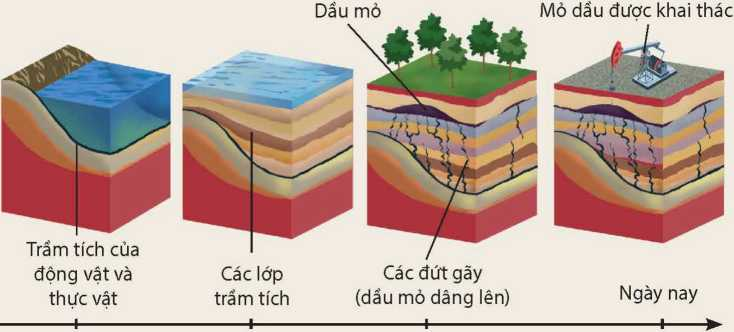 Dầu mỏ
Mỏ dầu được khai thác
Trầm tích của
động vật và
thực vật
Các lớp
trầm tích
Các đứt gãy
(dầu mỏ dâng lên)
Ngày nay